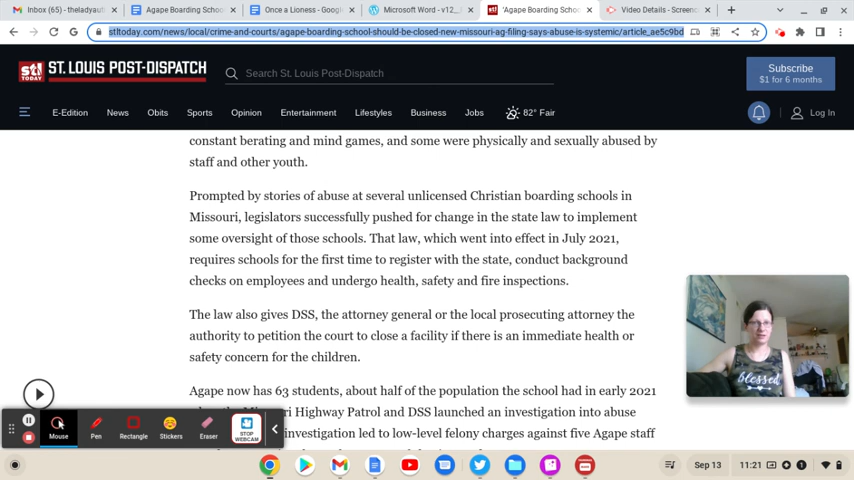 Inbox (65) - theladyaut
Agape Boarding School
Once a Lioness - Google
Microsoft Word - v12_
'Agape Boarding School
Video Details - Screenc
stltoday.com/news/local/crime-and-courts/agape-boarding-school-should-be-closed-new-missouri-ag-filing-says-abuse-is-systemic/article_ae5c9bd
stl TODAY ST. LOUIS POST-DISPATCH
Search St. Louis Post-Dispatch
Subscribe
$1 for 6 months
E-Edition News Obits Sports Opinion Entertainment Lifestyles Business Jobs 82° Fair Log In
constant berating and mind games, and some were physically and sexually abused by
staff and other youth.
Prompted by stories of abuse at several unlicensed Christian boarding schools in
Missouri, legislators successfully pushed for change in the state law to implement
some oversight of those schools. That law, which went into effect in July 2021,
requires schools for the first time to register with the state, conduct background
checks on employees and undergo health, safety and fire inspections.
The law also gives DSS, the attorney general or the local prosecuting attorney the
authority to petition the court to close a facility if there is an immediate health or
safety concern for the children.
Agape now has 63 students, about half of the population the school had in early 2021
Highway Patrol and DSS launched an investigation into abuse
investigation led to low-level felony charges against five Agape staff
Mouse Pen Rectangle Stickers Eraser STOP WEBCAM
blessed
Sep 13 11:21